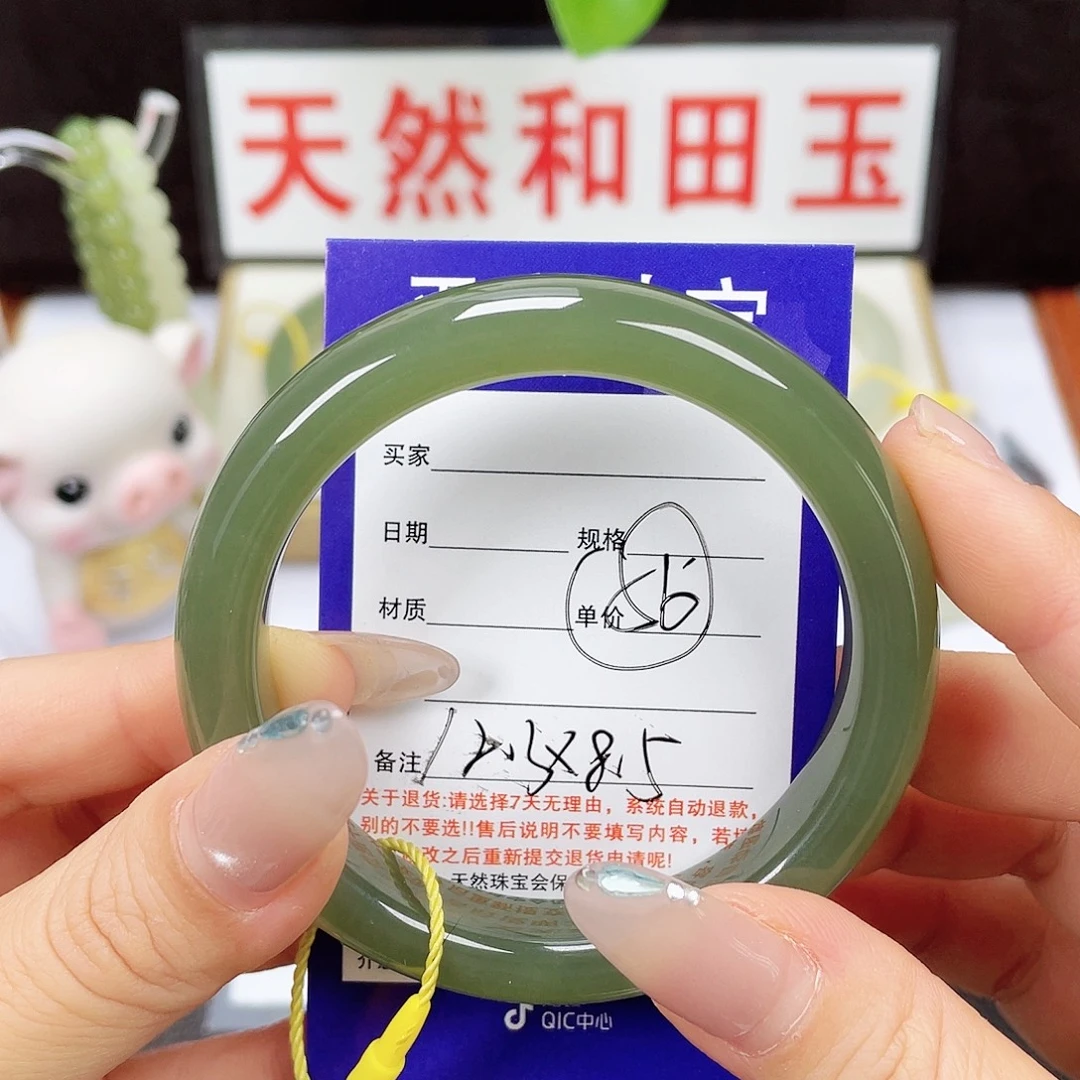 天然和田玉
买家
日期 规格
单价 56
材质
备注 12.3×8.5
关于退货:请选择7天无理由，系统自动退款，
别的不要选!!售后说明不要填写内容，若
改之后重新提交退货申请呢!
天然珠宝会保
QIC中心